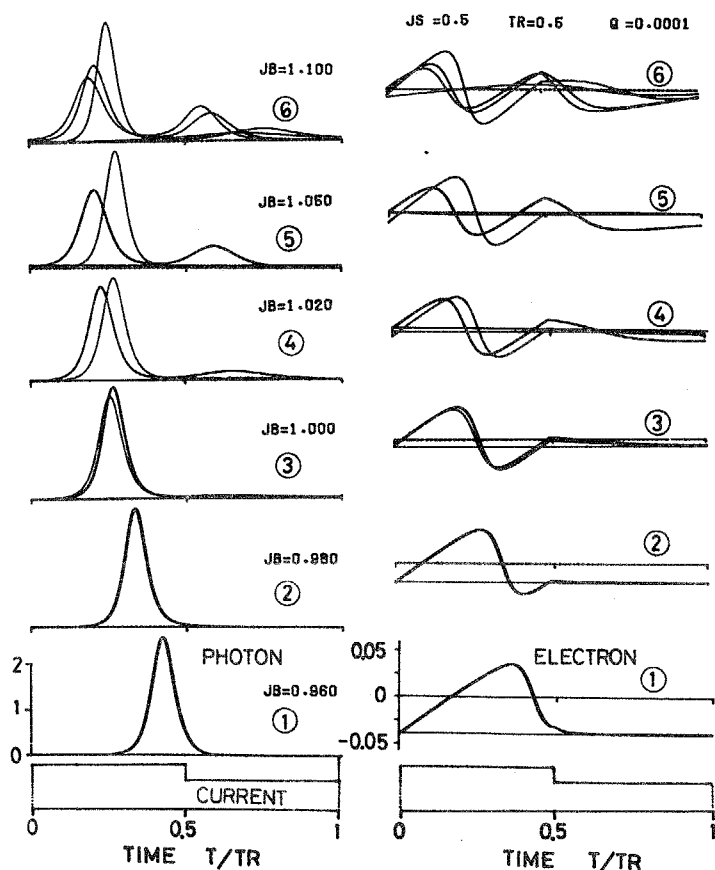 JS =0.5 TR=0.5 Q =0.0001
JB=1.100
⑥
⑥
JB=1.050
⑤
⑤
JB=1.020
④
④
JB=1.000
③
③
JB=0.980
②
②
PHOTON
JB=0.960
①
2
1
0
ELECTRON
①
0.05
0
-0.05
CURRENT
0 0.5 1
TIME T/TR
0 0.5 1
TIME T/TR